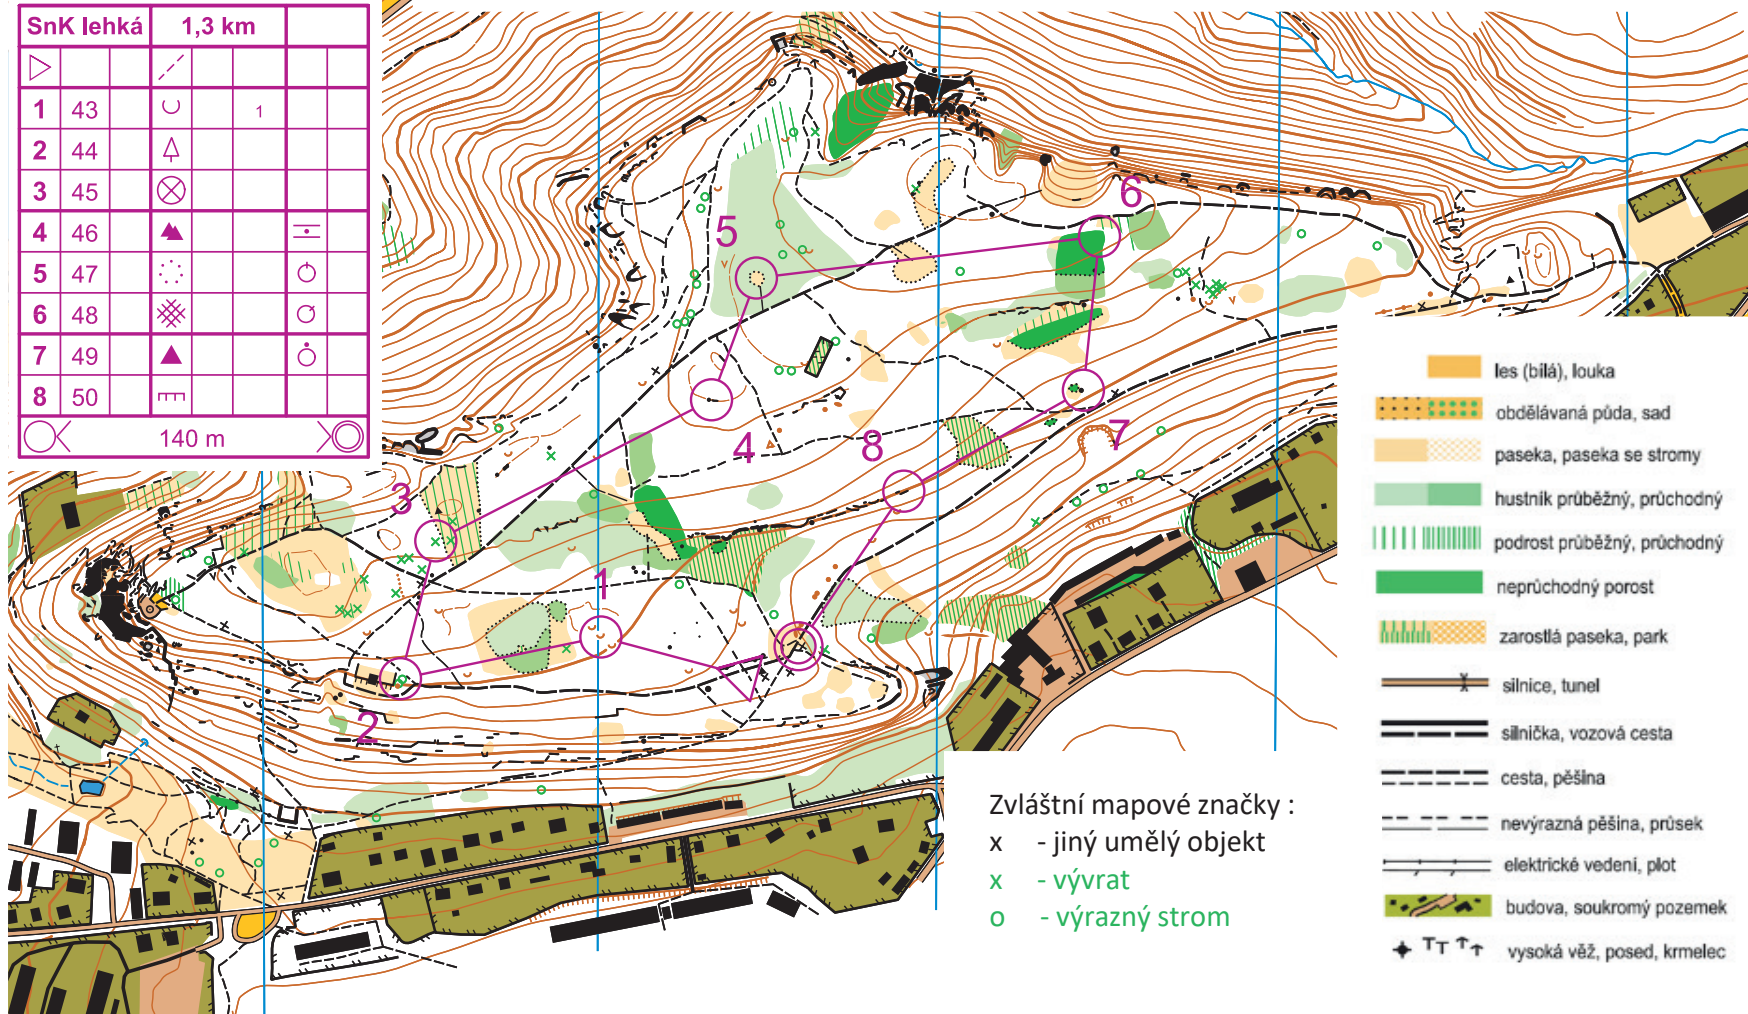 SnK lehká 1,3 km
1 43 1
2 44
3 45
4 46
5 47
6 48
7 49
8 50
140 m
6
5
4
8
7
3
1
2
les (bílá), louka
obdělávaná půda, sad
paseka, paseka se stromy
hustník průběžný, průchodný
podrost průběžný, průchodný
neprůchodný porost
zarostlá paseka, park
silnice, tunel
silnička, vozová cesta
cesta, pěšina
nevýrazná pěšina, průsek
elektrické vedení, plot
budova, soukromý pozemek
vysoká věž, posed, krmelec
Zvláštní mapové značky :
x - jiný umělý objekt
x - vývrat
o - výrazný strom